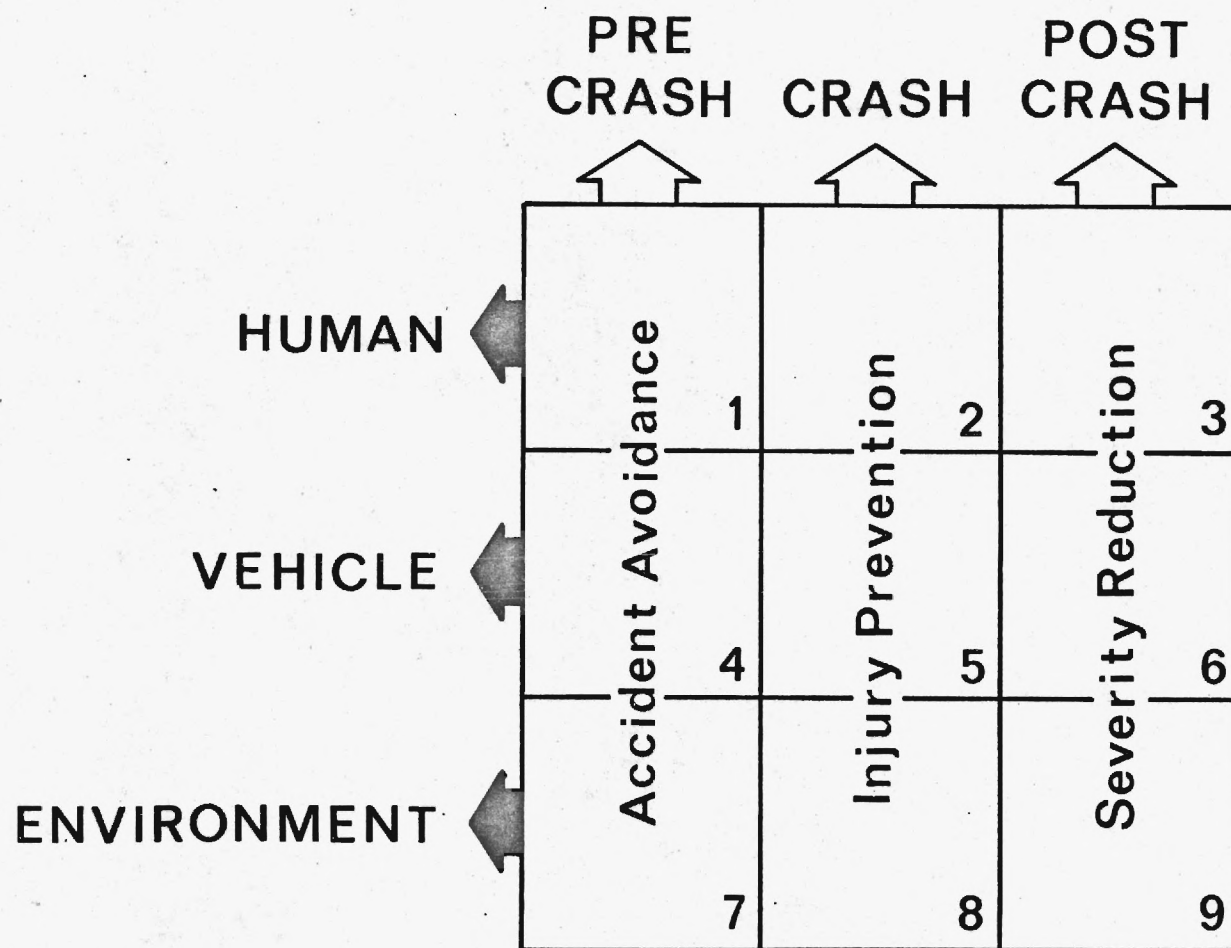 PRE
CRASH
CRASH
POST
CRASH
HUMAN
VEHICLE
ENVIRONMENT
Accident Avoidance
Injury Prevention
Severity Reduction
1
2
3
4
5
6
7
8
9